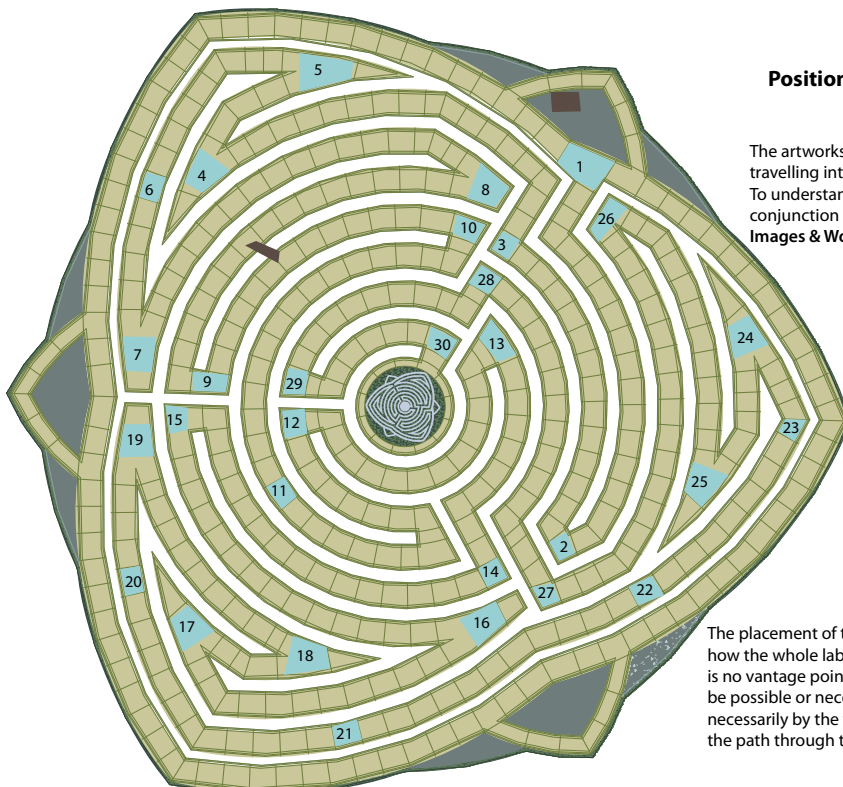 Position
The artworks
travelling int
To understan
conjunction
Images & Wo
5
1
6
4
8
26
10
3
28
24
7
30
13
9
29
15
12
23
19
25
11
2
14
20
27
22
16
17
18
21
The placement of t
how the whole lab
is no vantage poin
be possible or nece
necessarily by the
the path through t